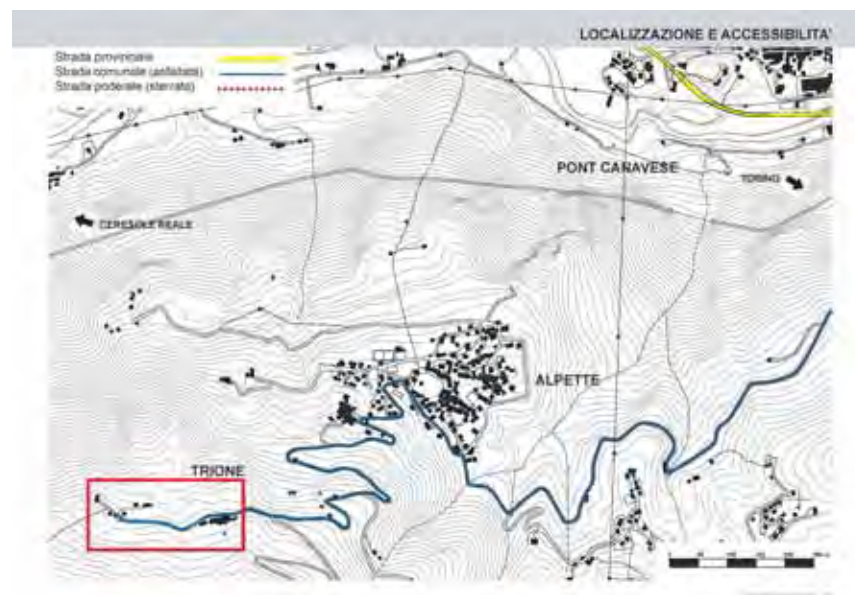 LOCALIZZAZIONE E ACCESSIBILITA'
Strada provinciale
Strada comunale (asfaltata)
Strada poderale (sterrata)
PONT CANAVESE
TORINO
CERESOLE REALE
ALPETTE
TRIONE